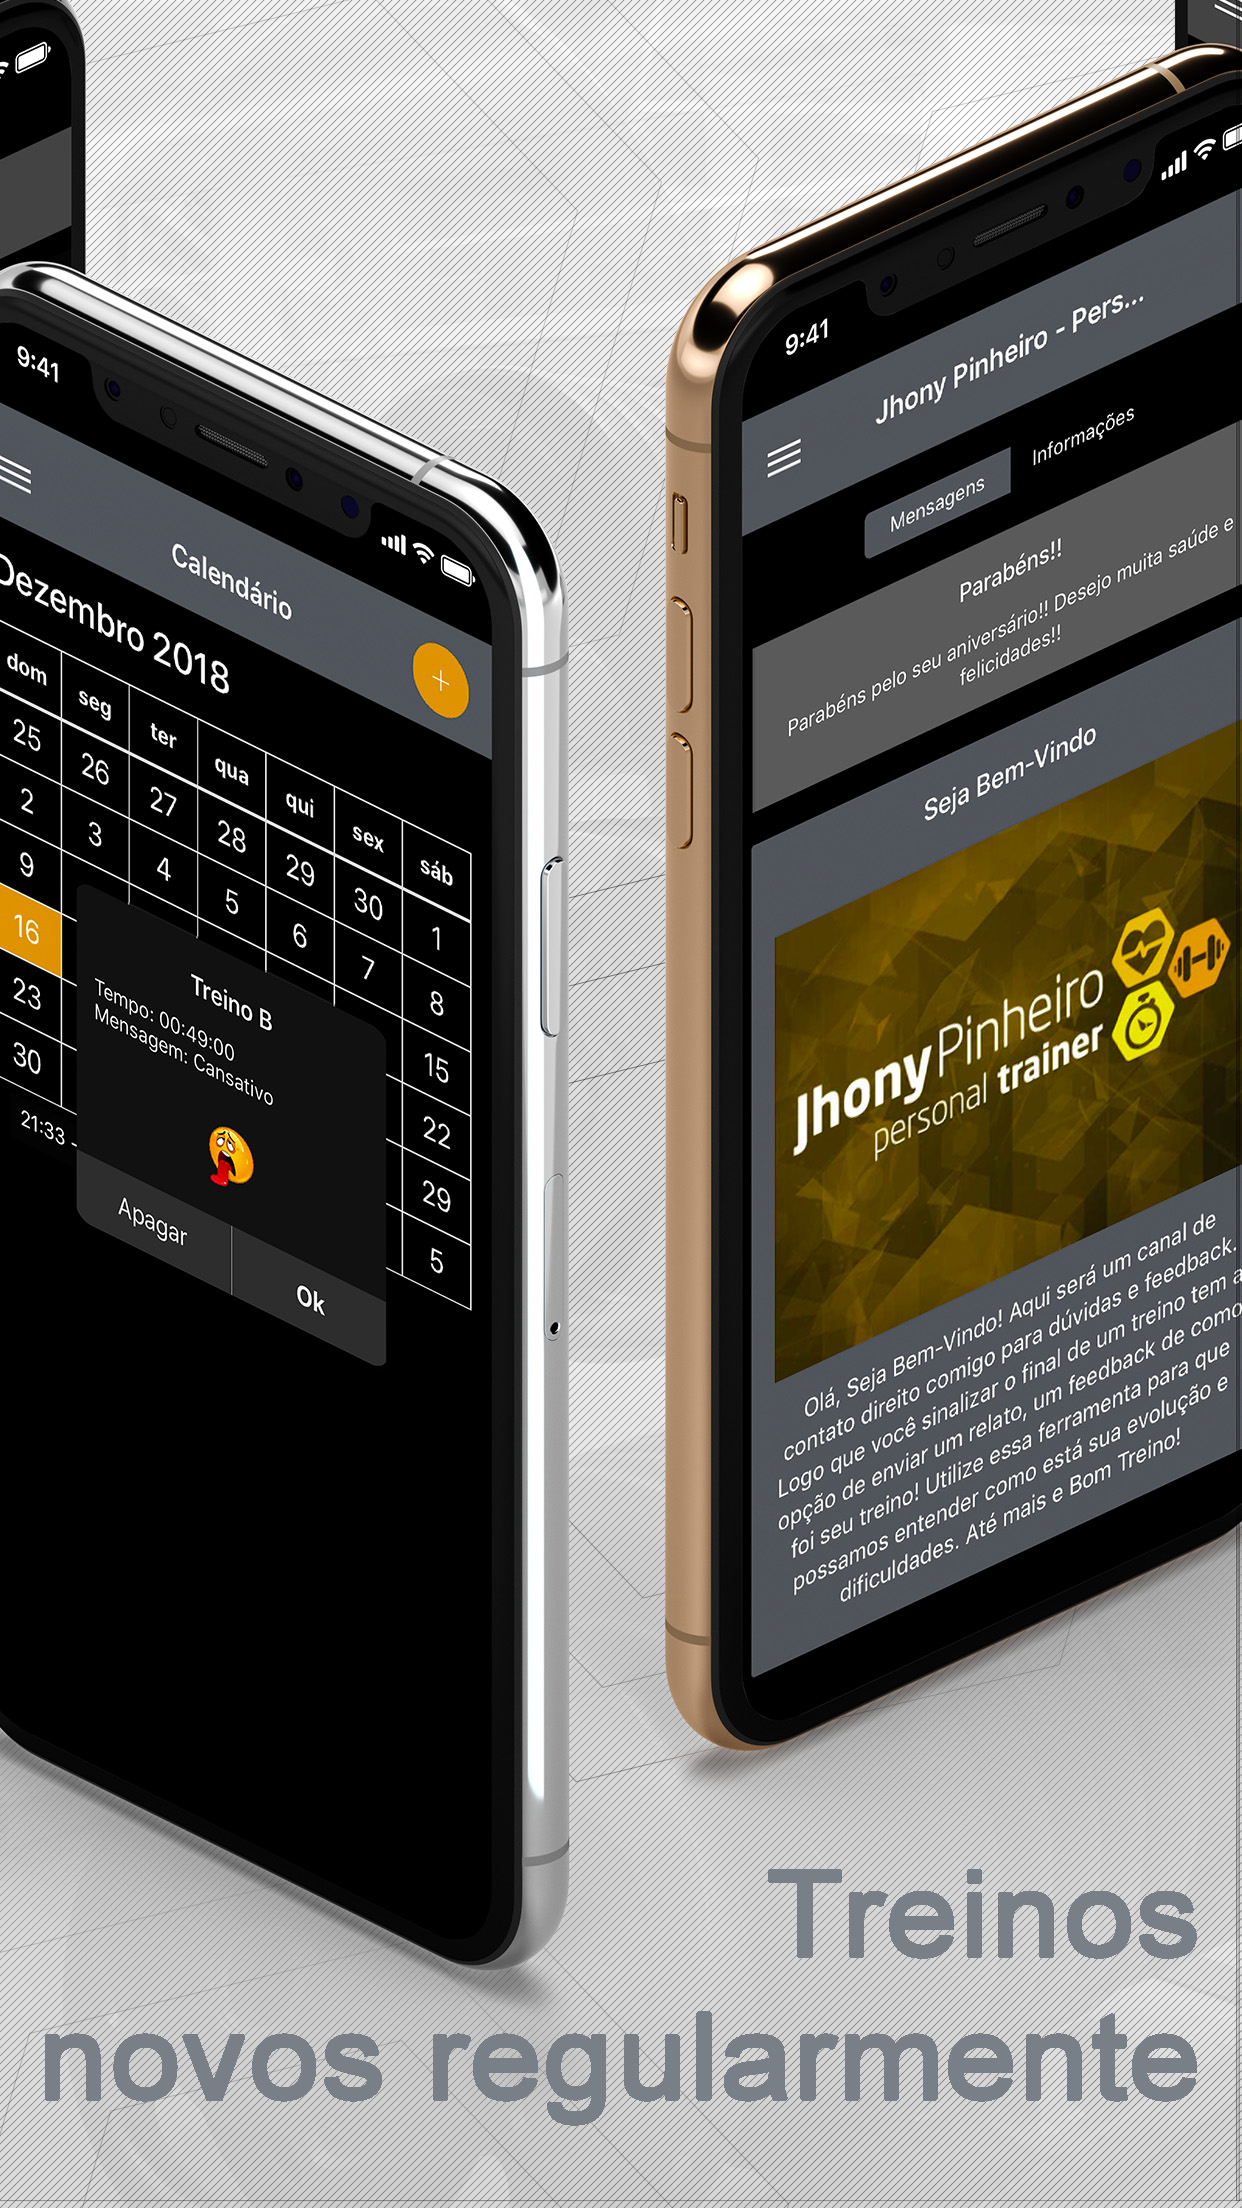 9:41
Calendário
+
Dezembro 2018
dom seg ter qua qui sex sáb
25 26 27 28 29 30 1
2 3 4 5 6 7 8
9 15
16 22
23 29
30 5
21:33 -
Treino B
Tempo: 00:49:00
Mensagem: Cansativo
Apagar Ok
9:41
Jhony Pinheiro - Pers...
Mensagens Informações
Parabéns!!
Parabéns pelo seu aniversário!! Desejo muita saúde e
felicidades!!
Seja Bem-Vindo
Jhony Pinheiro
personal trainer
Olá, Seja Bem-Vindo! Aqui será um canal de
contato direito comigo para dúvidas e feedback.
Logo que você sinalizar o final de um treino tem a
opção de enviar um relato, um feedback de como
foi seu treino! Utilize essa ferramenta para que
possamos entender como está sua evolução e
dificuldades. Até mais e Bom Treino!
Treinos
novos regularmente